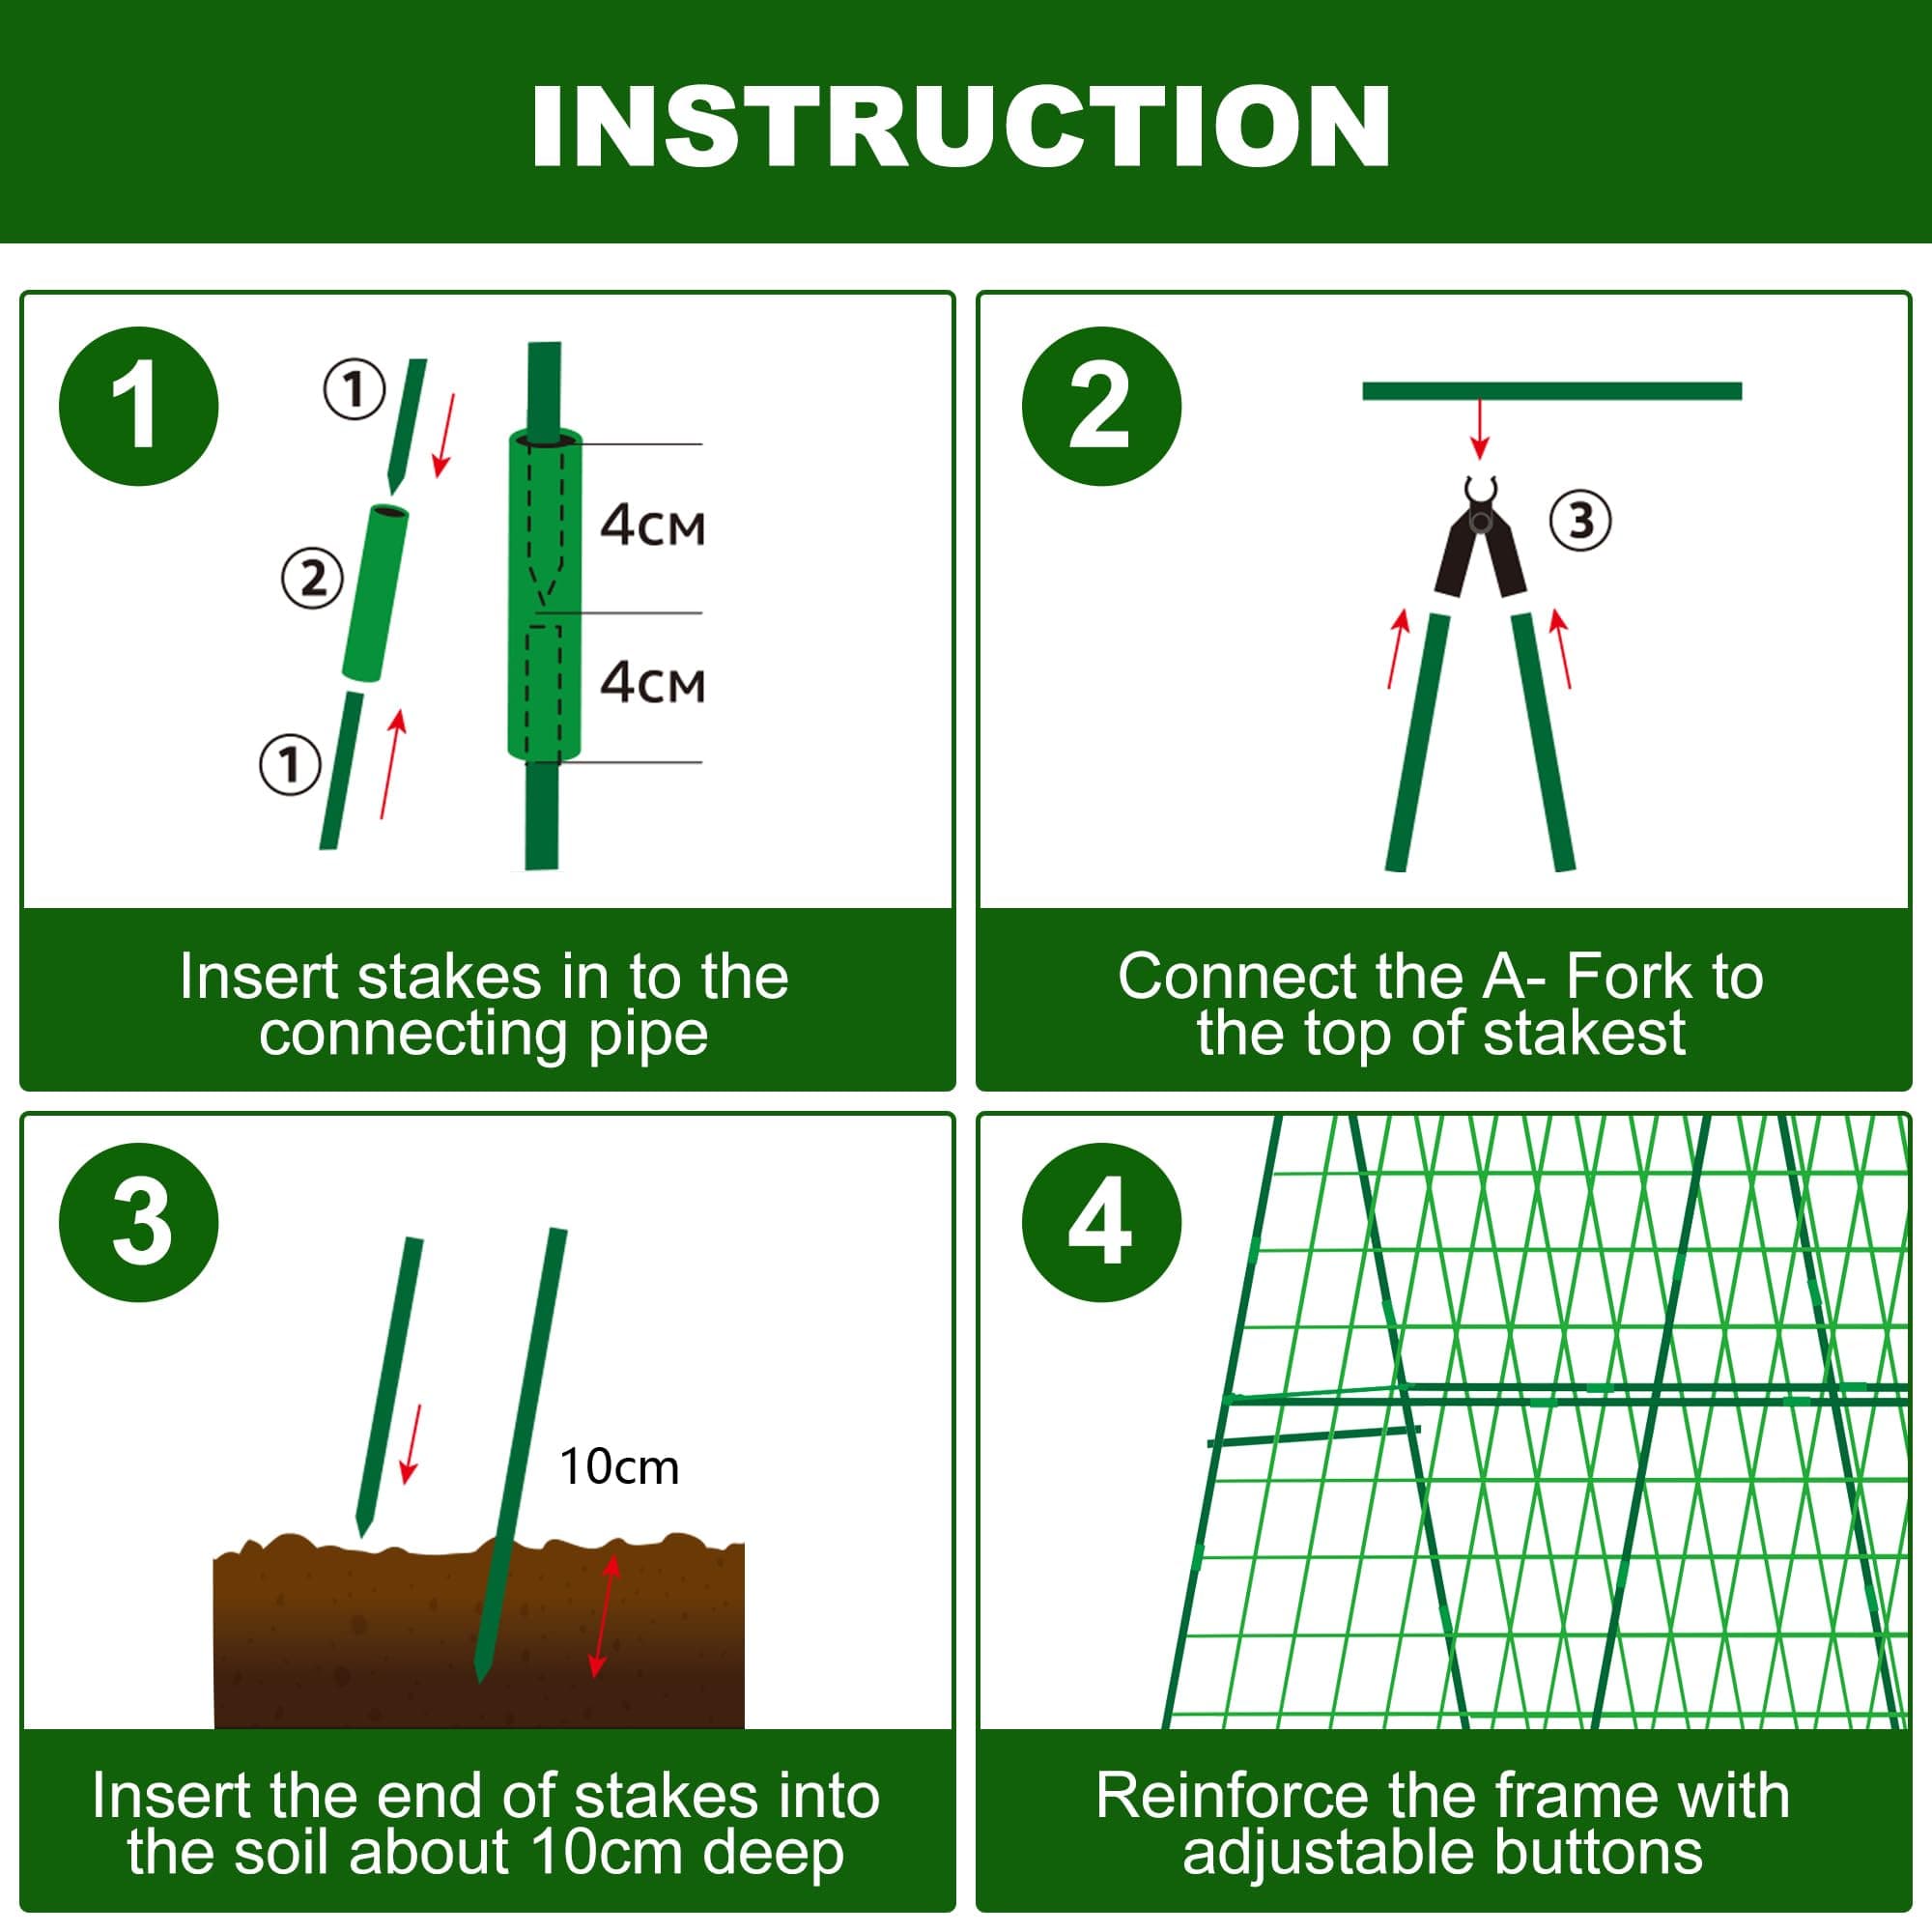 INSTRUCTION
1
①
②
①
4CM
4CM
Insert stakes in to the
connecting pipe
2
③
Connect the A- Fork to
the top of stakest
3
10cm
Insert the end of stakes into
the soil about 10cm deep
4
Reinforce the frame with
adjustable buttons